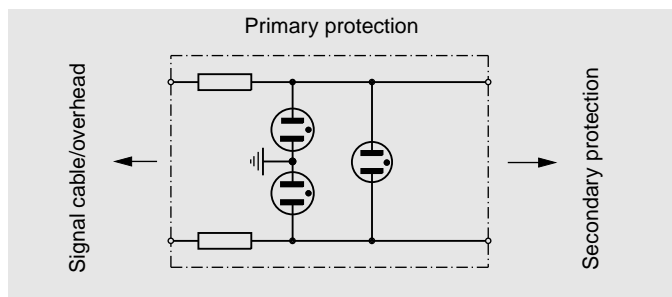 Primary protection
Signal cable/overhead
Secondary protection